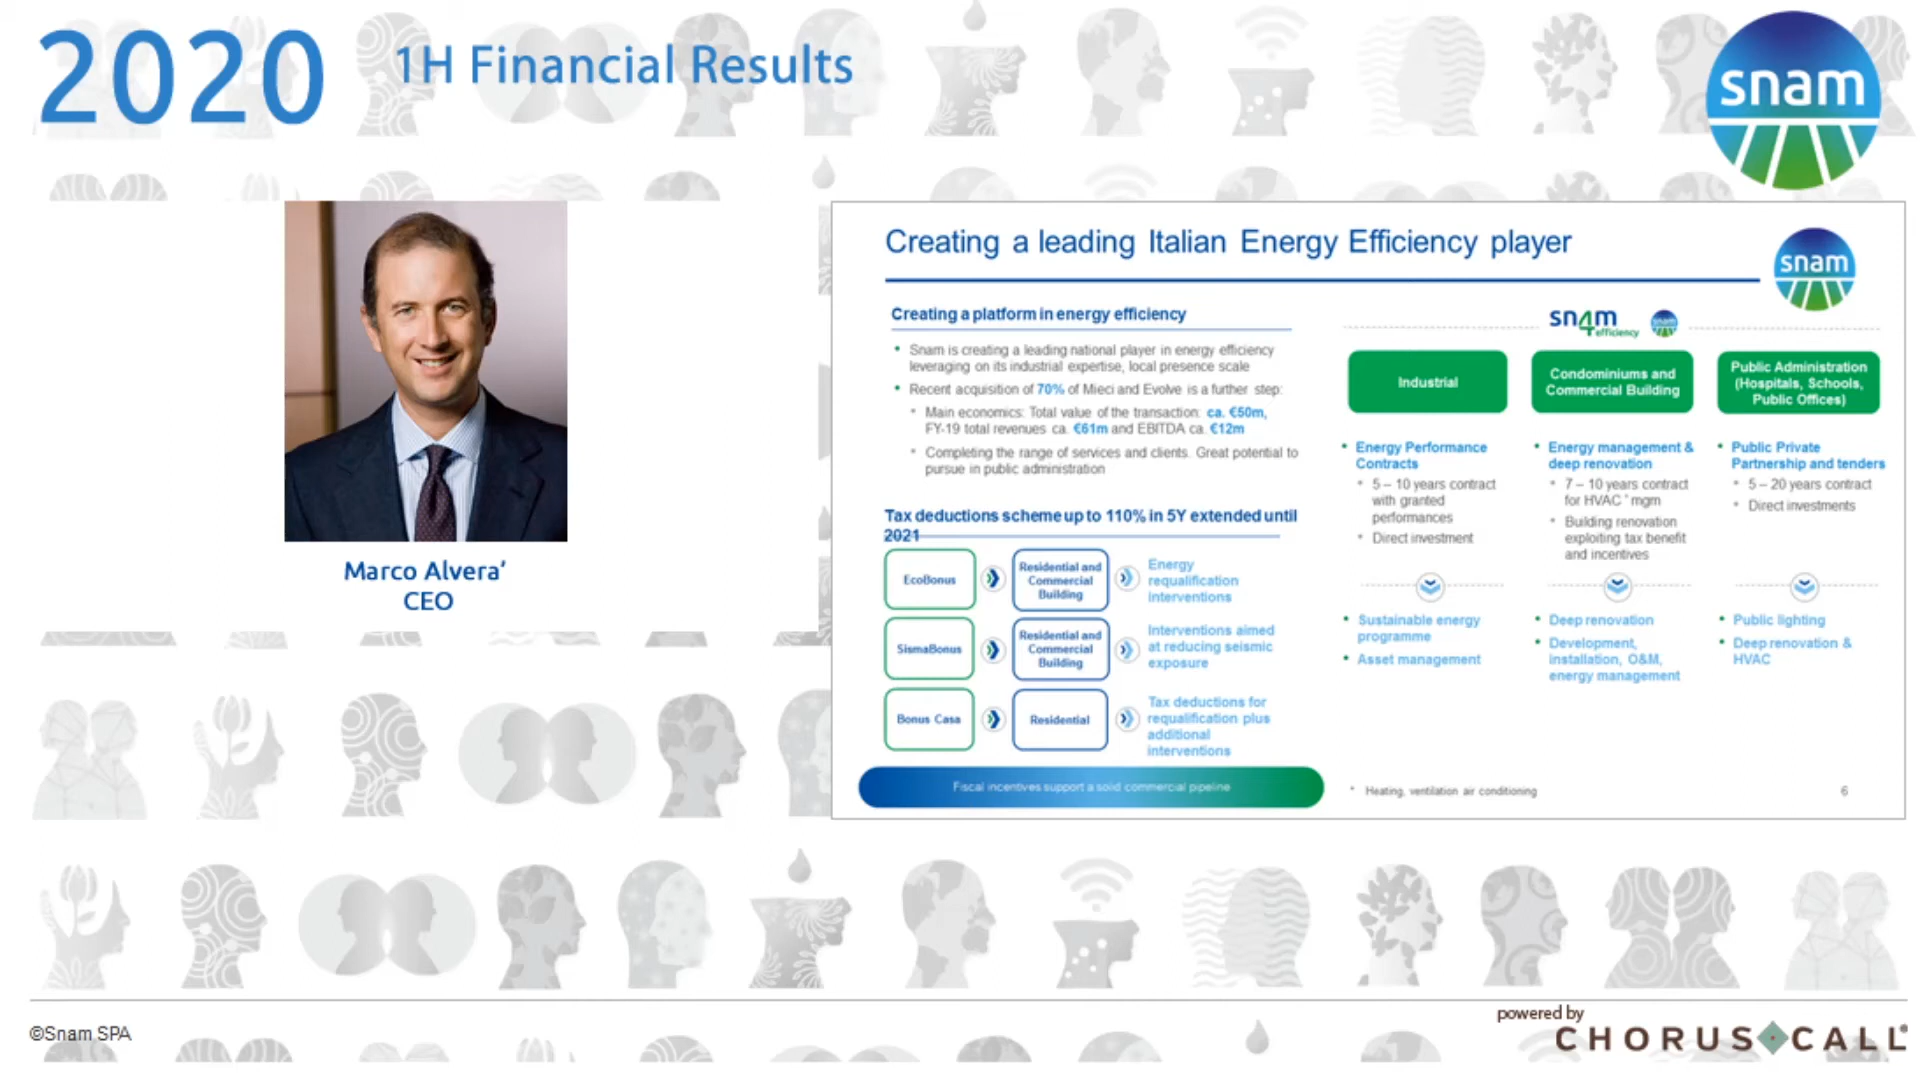 2020
1H Financial Results
snam
Marco Alvera’
CEO
Creating a leading Italian Energy Efficiency player
snam
Creating a platform in energy efficiency
• Snam is creating a leading national player in energy efficiency
leveraging on its industrial expertise, local presence scale
• Recent acquisition of 70% of Mieci and Evolve is a further step:
Main economics: Total value of the transaction: ca. €50m,
FY-19 total revenues ca. €61m and EBITDA ca. €12m
Completing the range of services and clients. Great potential to
pursue in public administration
Tax deductions scheme up to 110% in 5Y extended until
2021
EcoBonus
Residential and
Commercial
Building
Energy
requalification
interventions
SismaBonus
Residential and
Commercial
Building
Interventions aimed
at reducing seismic
exposure
Bonus Casa
Residential
Tax deductions for
requalification plus
additional
interventions
Fiscal incentives support a solid commercial pipeline
sn4m
efficiency
snam
Industrial
• Energy Performance
Contracts
5 – 10 years contract
with granted
performances
Direct investment
• Sustainable energy
programme
• Asset management
Condominiums and
Commercial Building
• Energy management &
deep renovation
7 – 10 years contract
for HVAC * mgm
Building renovation
exploiting tax benefit
and incentives
• Deep renovation
• Development,
installation, O&M,
energy management
Public Administration
(Hospitals, Schools,
Public Offices)
• Public Private
Partnership and tenders
5 – 20 years contract
Direct investments
• Public lighting
• Deep renovation &
HVAC
* Heating, ventilation air conditioning
6
©Snam SPA
powered by
CHORUS CALL®